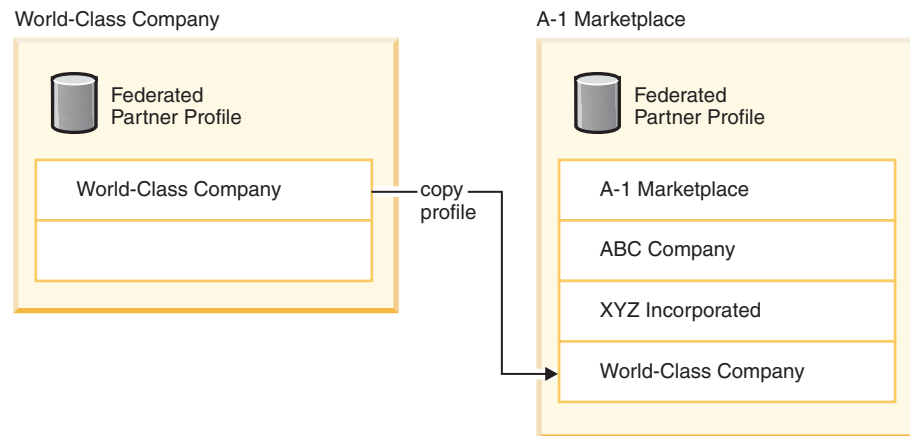 World-Class Company
Federated
Partner Profile
World-Class Company
copy
profile
A-1 Marketplace
Federated
Partner Profile
A-1 Marketplace
ABC Company
XYZ Incorporated
World-Class Company